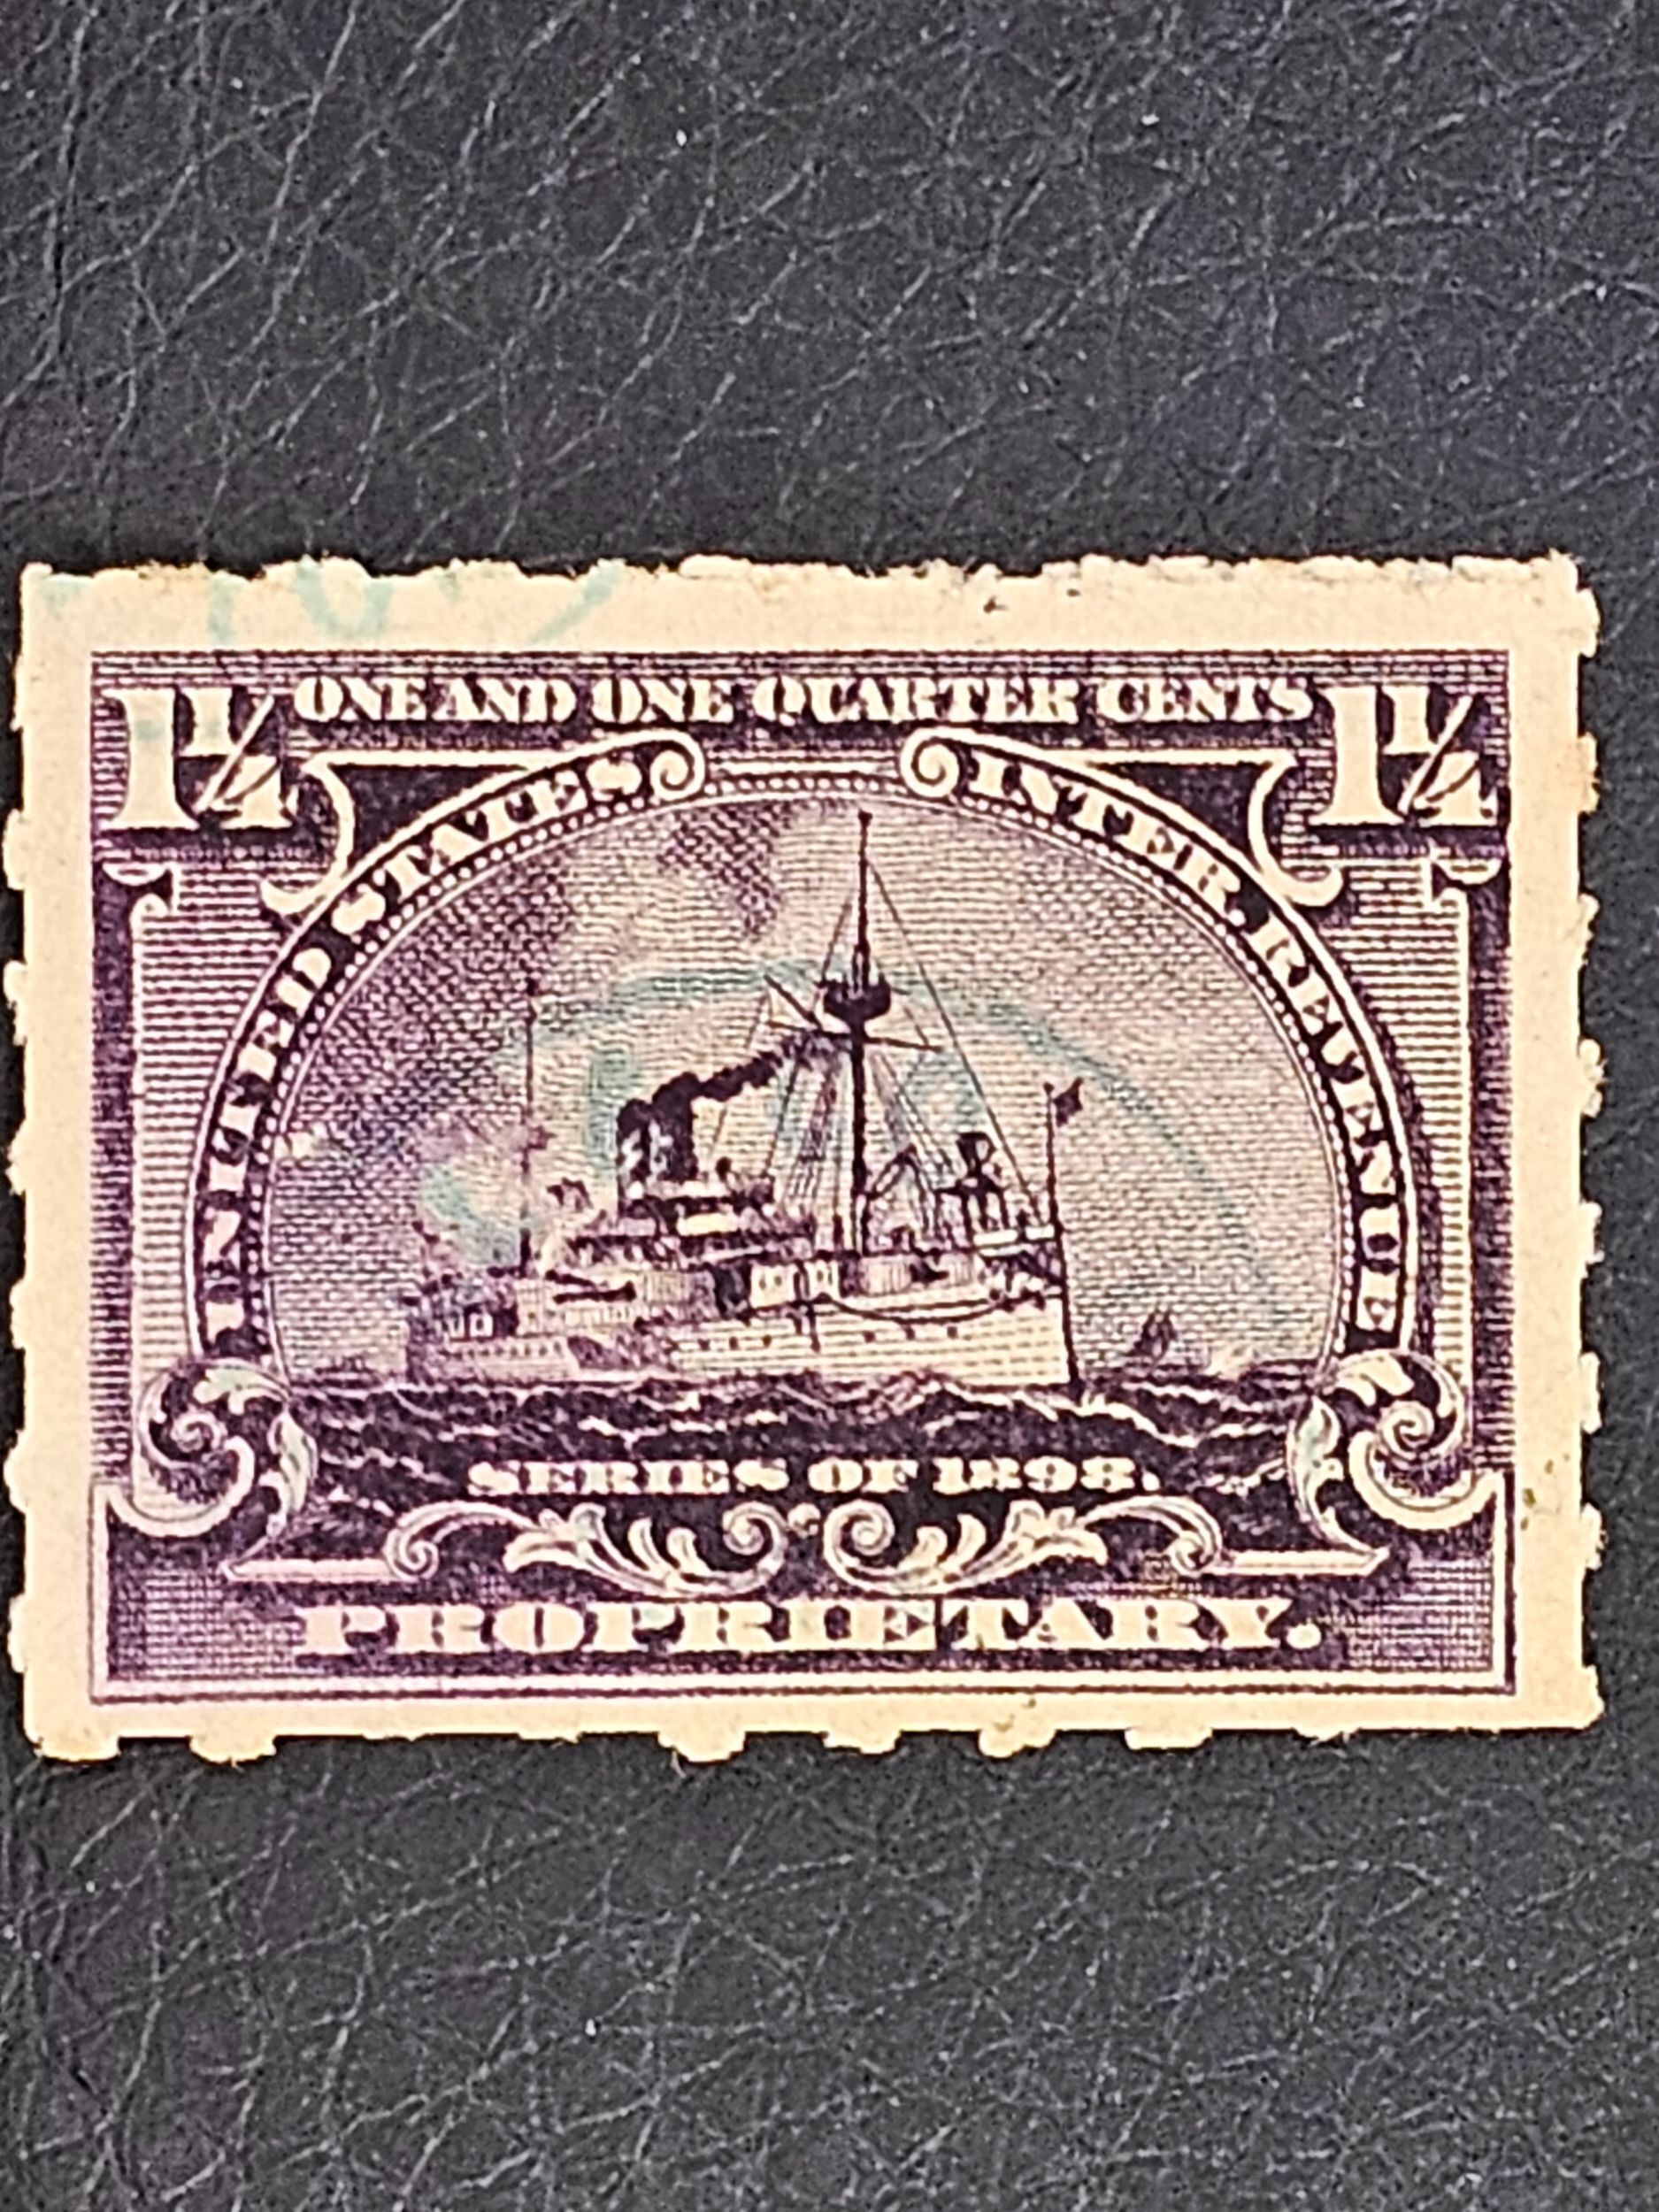 1¼ ONE AND ONE QUARTER CENTS 1¼
UNITED STATES INTER. REVENUE
SERIES OF 1898.
PROPRIETARY.